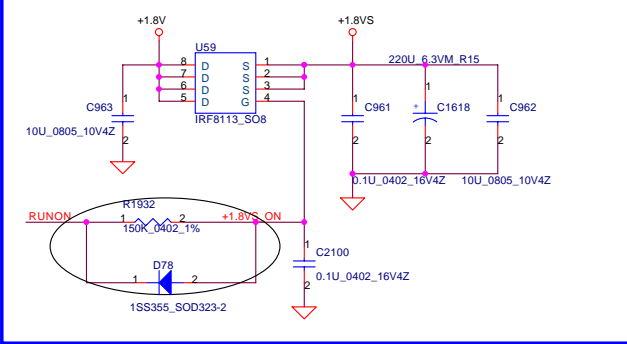 +1.8V
+1.8VS
U59
220U_6.3VM_R15
8 D S 1
7 D S 2
6 D S 3
5 D G 4
IRF8113_SO8
1
C963
2
10U_0805_10V4Z
1
C961
2
0.1U_0402_16V4Z
+
1
C1618
2
1
C962
2
10U_0805_10V4Z
R1932
RUNON
1 2
+1.8VS_ON
150K_0402_1%
D78
1 2
1SS355_SOD323-2
1
C2100
2
0.1U_0402_16V4Z